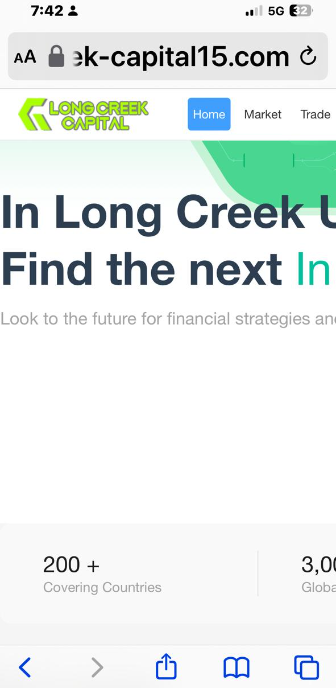 7:42
5G 32
AA ek-capital15.com
LONG CREEK
CAPITAL
Home Market Trade
In Long Creek U
Find the next In
Look to the future for financial strategies an
200 + 3,00
Covering Countries Globa